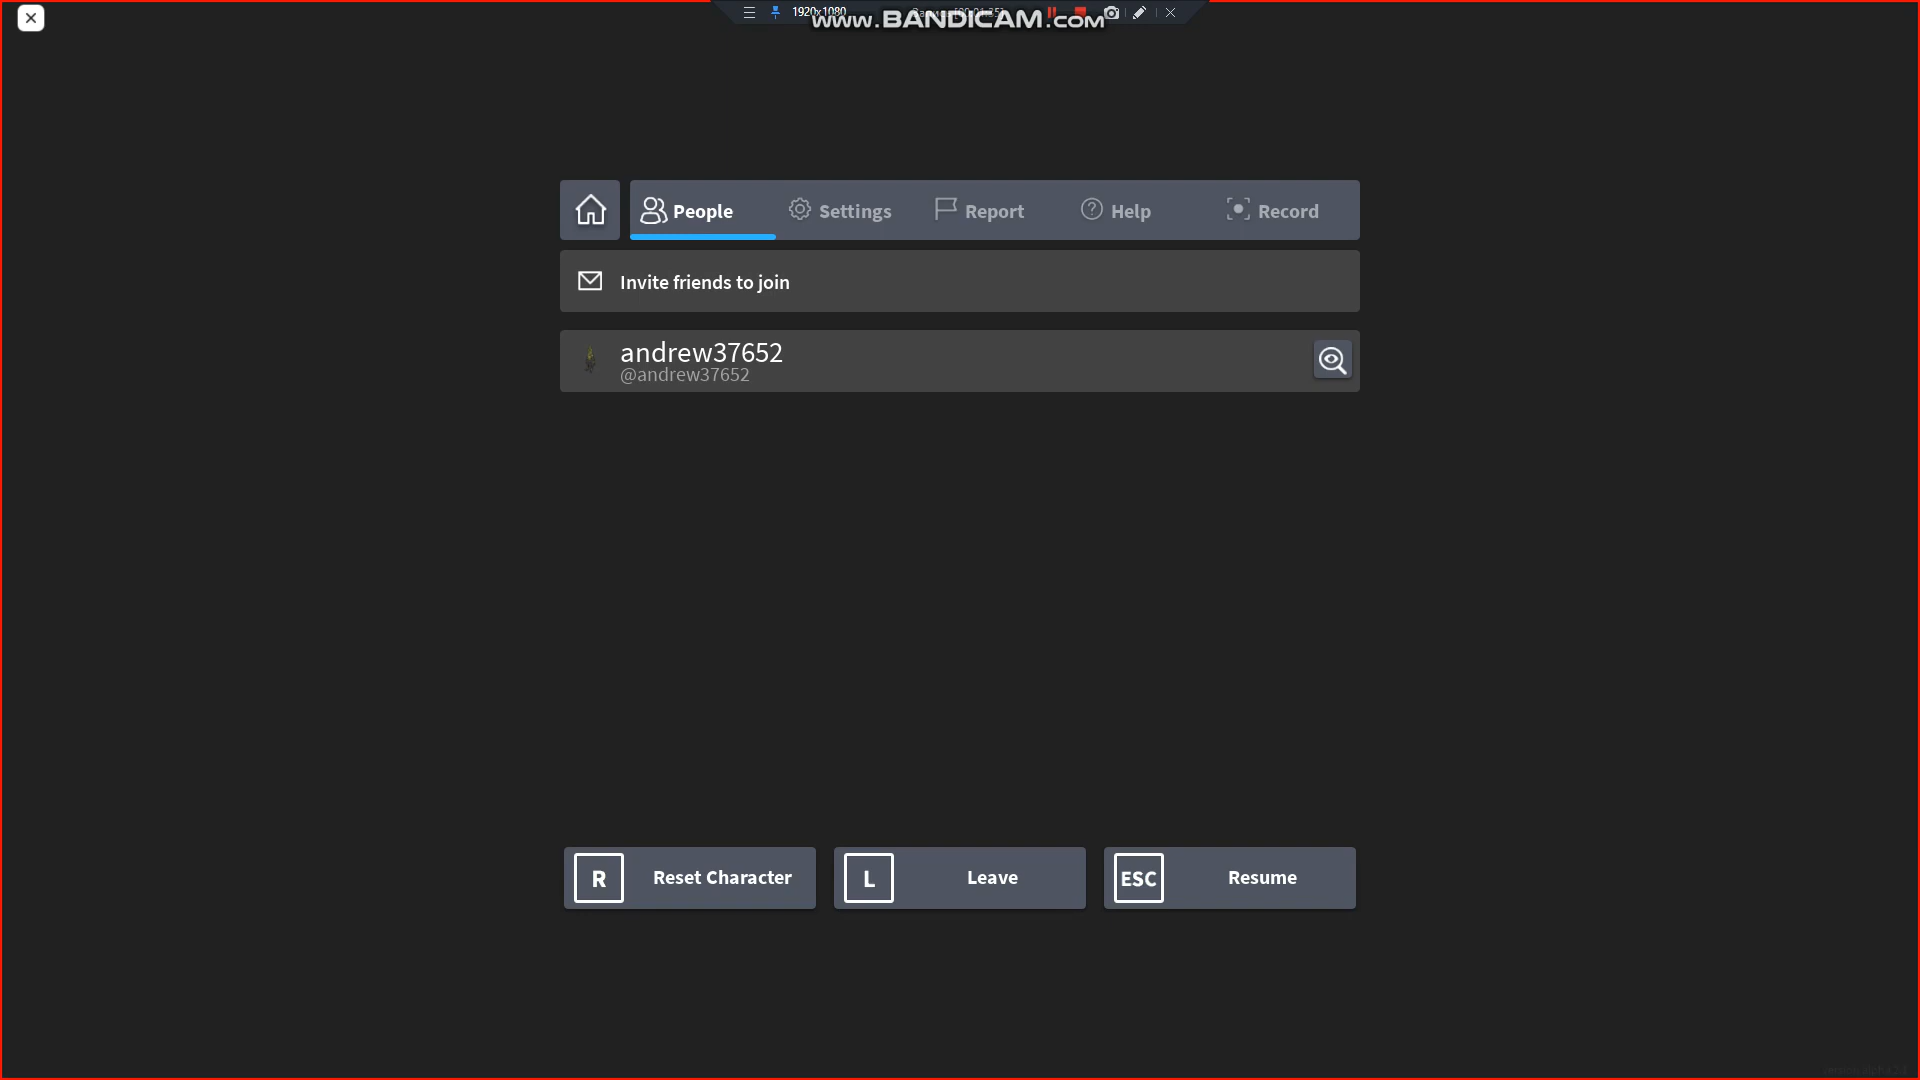 1920x1080
www.BANDICAM.com
People
Settings
Report
Help
Record
Invite friends to join
andrew37652
@andrew37652
R
Reset Character
L
Leave
ESC
Resume